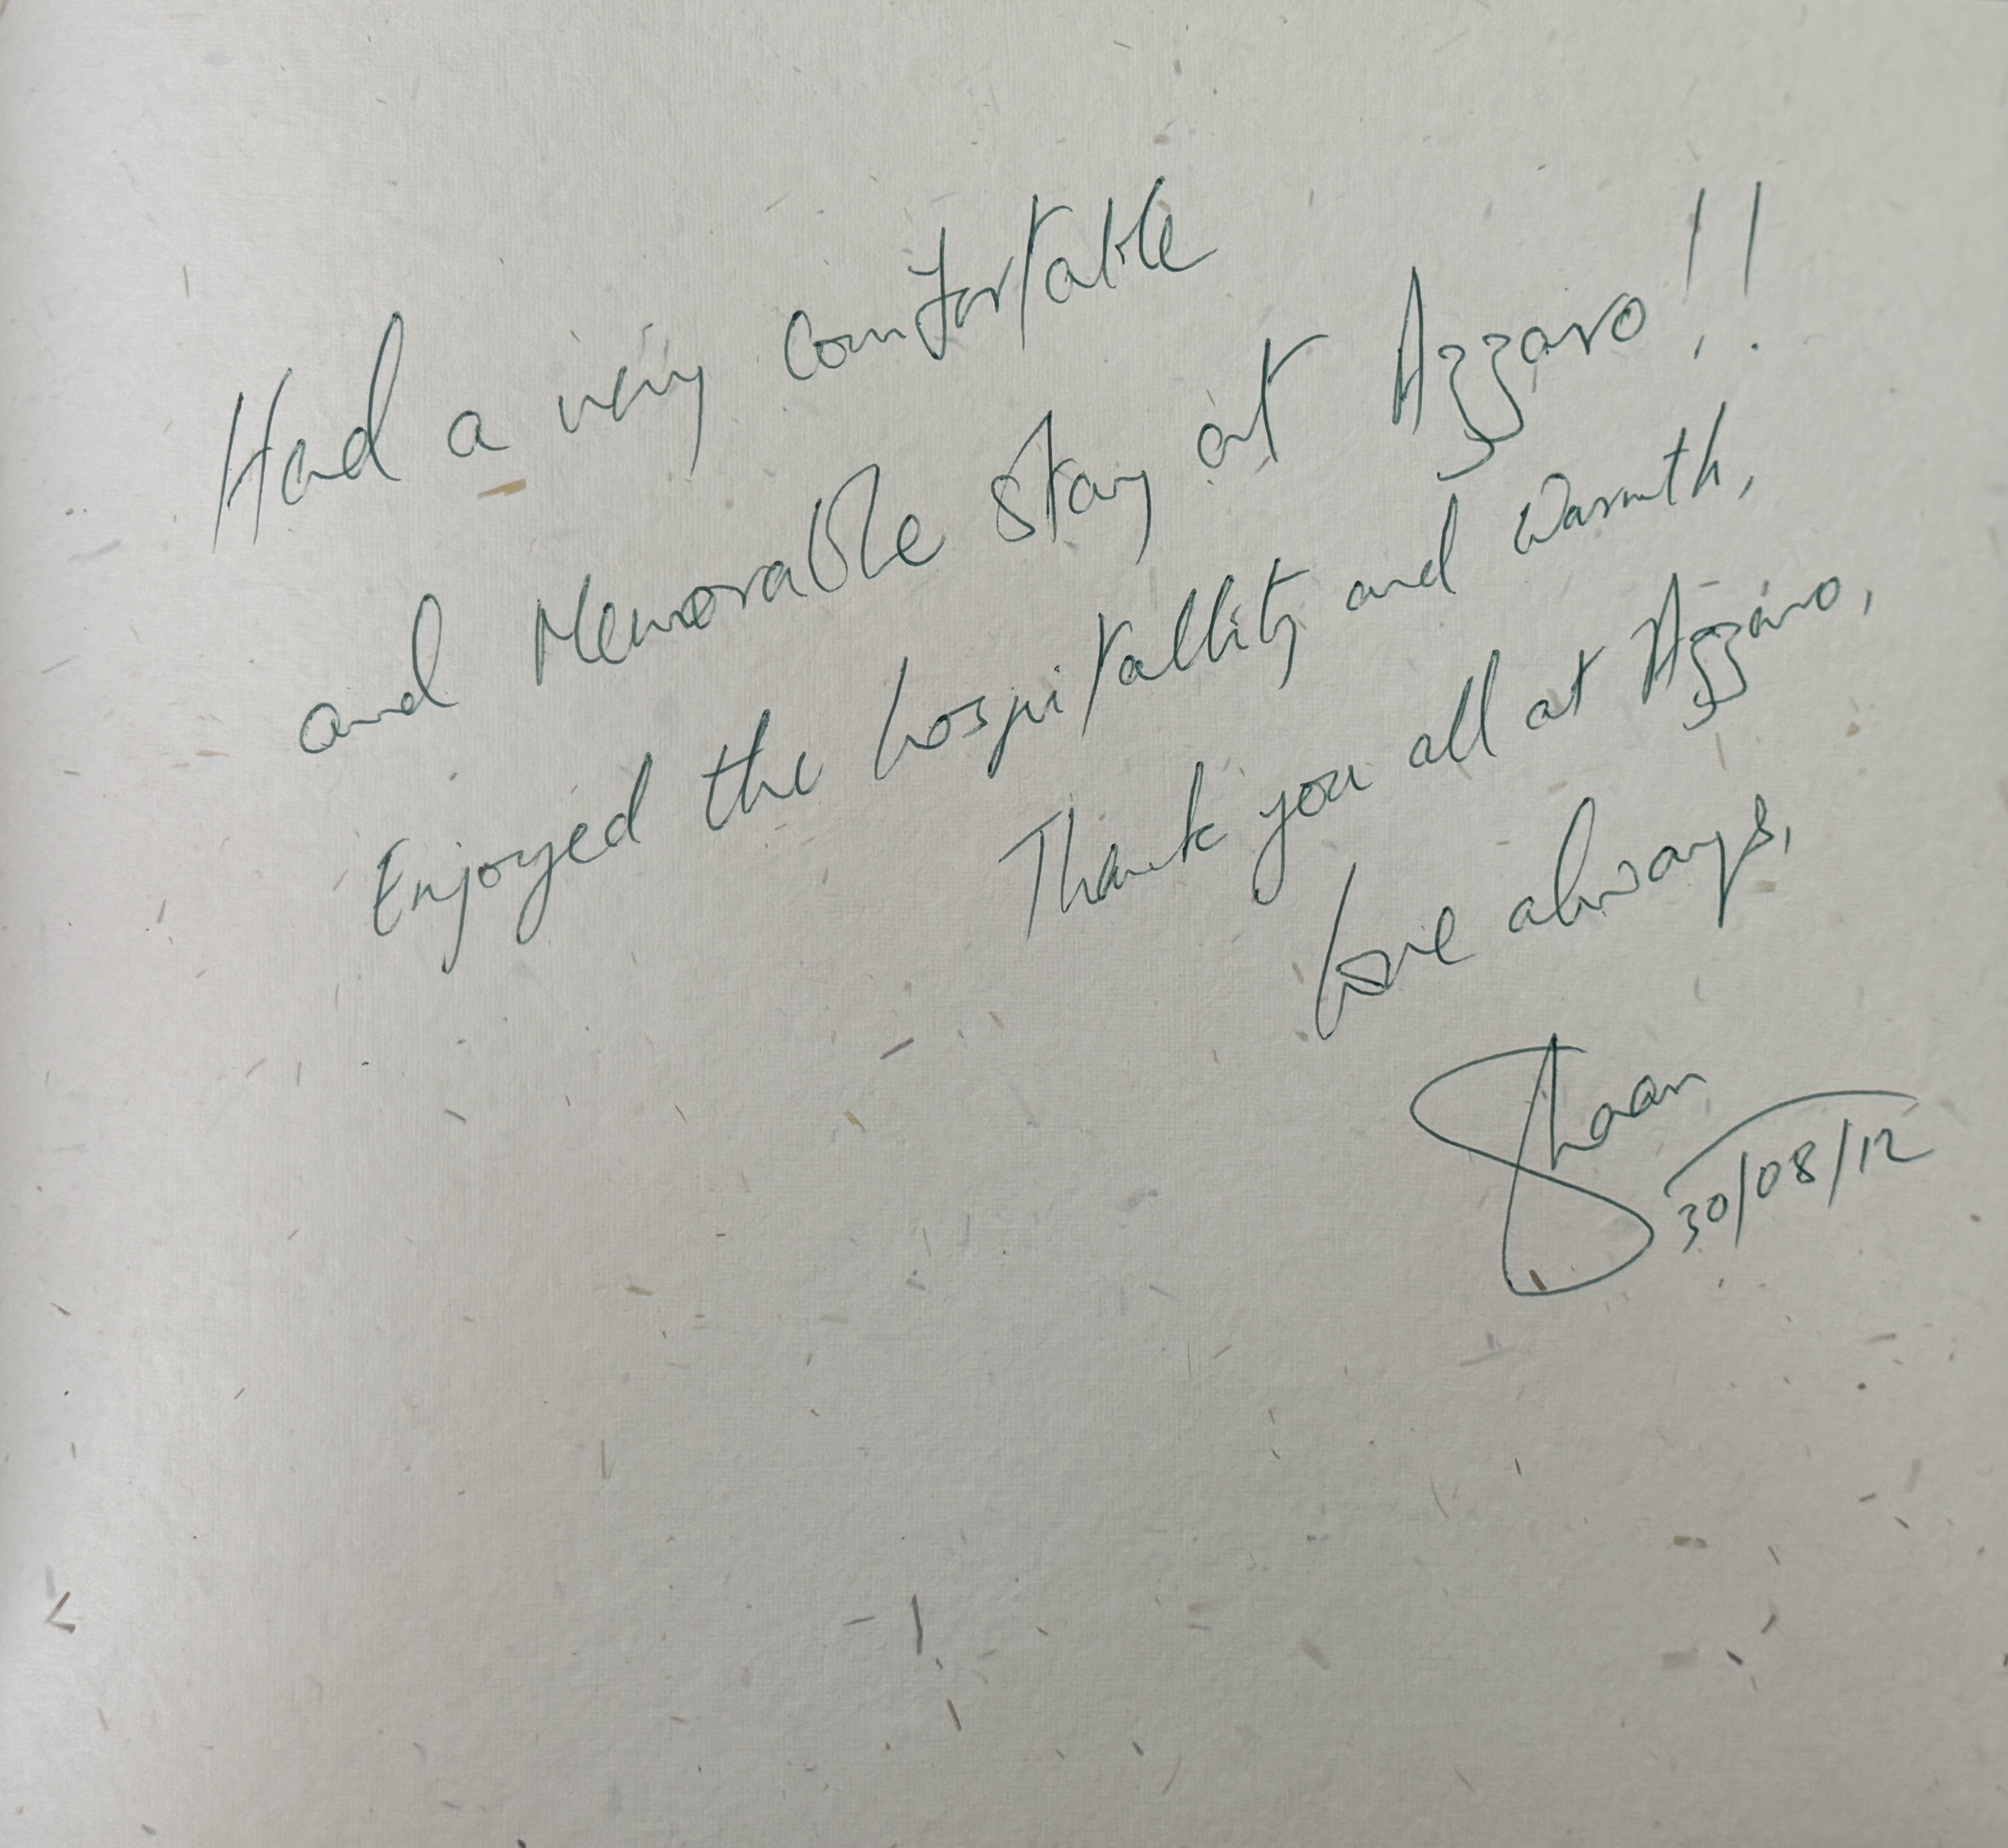 Had a very comfortable
and Memorable stay at Azzaro!!
Enjoyed the hospitallity and warmth,
Thank you all at Azzaro,
Love always,
Shaan
30/08/12